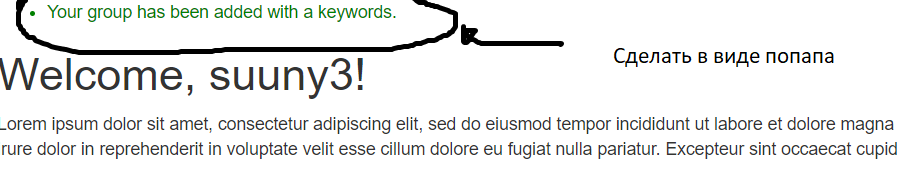 Your group has been added with a keywords.
Сделать в виде попапа
Welcome, suuny3!
Lorem ipsum dolor sit amet, consectetur adipiscing elit, sed do eiusmod tempor incididunt ut labore et dolore magna
rure dolor in reprehenderit in voluptate velit esse cillum dolore eu fugiat nulla pariatur. Excepteur sint occaecat cupid